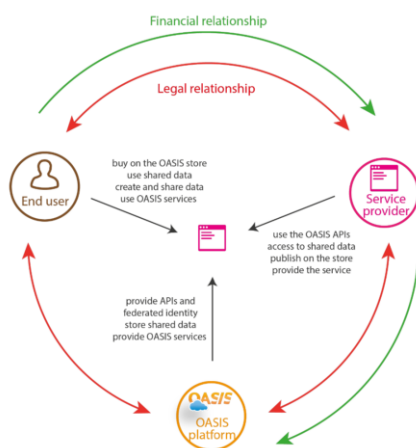 Financial relationship
Legal relationship
buy on the OASIS store
use shared data
create and share data
use OASIS services
End user
Service
provider
use the OASIS APIs
access to shared data
publish on the store
provide the service
provide APIs and
federated identity
store shared data
provide OASIS services
OASIS
OASIS
platform